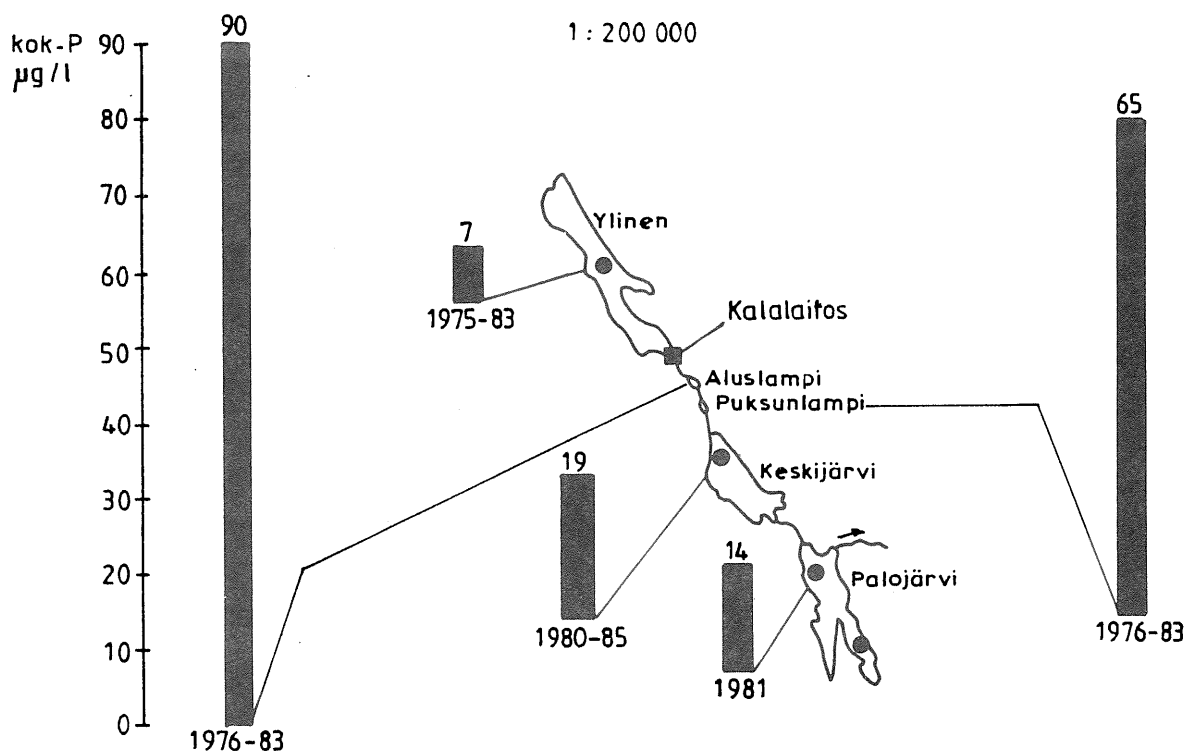 1 : 200 000
kok-P
µg/l
90
80
70
60
50
40
30
20
10
0
90
1976-83
7
1975-83
19
1980-85
14
1981
65
1976-83
Ylinen
Kalalaitos
Aluslampi
Puksunlampi
Keskijärvi
Palojärvi